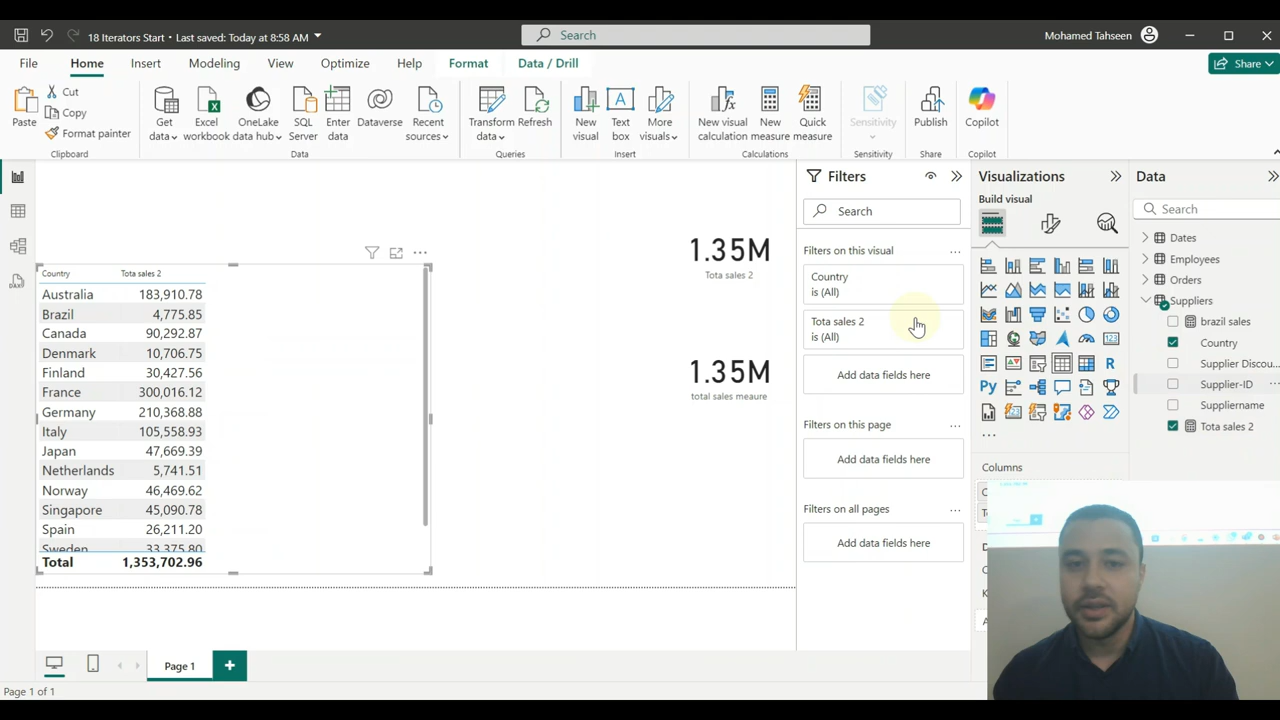 18 Iterators Start • Last saved: Today at 8:58 AM
Search
Mohamed Tahseen
File
Home
Insert
Modeling
View
Optimize
Help
Format
Data / Drill
Share
Paste
Cut
Copy
Format painter
Clipboard
Get
data
Excel
workbook
OneLake
data hub
SQL
Server
Enter
data
Dataverse
Recent
sources
Data
Transform
data
Refresh
Queries
New
visual
Text
box
More
visuals
Insert
New visual
calculation
New
measure
Quick
measure
Calculations
Sensitivity
Sensitivity
Publish
Share
Copilot
Copilot
Country Tota sales 2
Australia 183,910.78
Brazil 4,775.85
Canada 90,292.87
Denmark 10,706.75
Finland 30,427.56
France 300,016.12
Germany 210,368.88
Italy 105,558.93
Japan 47,669.39
Netherlands 5,741.51
Norway 46,469.62
Singapore 45,090.78
Spain 26,211.20
Sweden 33,375.80
Total 1,353,702.96
1.35M
Tota sales 2
1.35M
total sales meaure
Filters
Search
Filters on this visual
Country
is (All)
Tota sales 2
is (All)
Add data fields here
Filters on this page
Add data fields here
Filters on all pages
Add data fields here
Visualizations
Build visual
R
Py
123
Columns
Data
Search
Dates
Employees
Orders
Suppliers
brazil sales
Country
Supplier Discou...
Supplier-ID
Suppliername
Tota sales 2
Page 1
Page 1 of 1